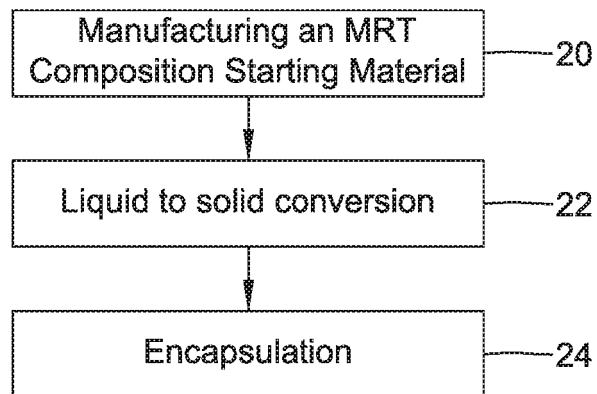 Manufacturing an MRT
Composition Starting Material
20
Liquid to solid conversion
22
Encapsulation
24